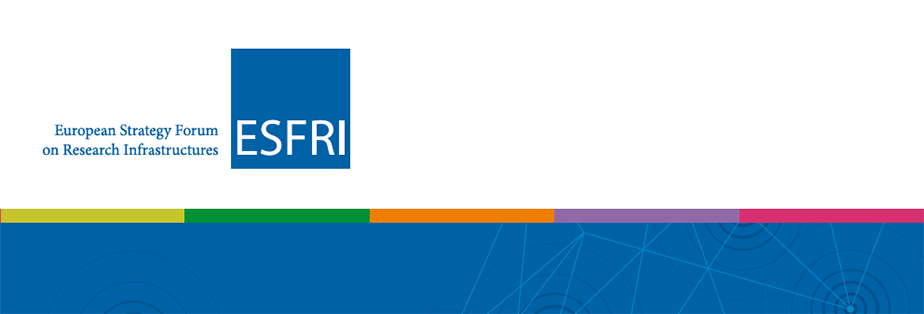 European Strategy Forum
on Research Infrastructures
ESFRI